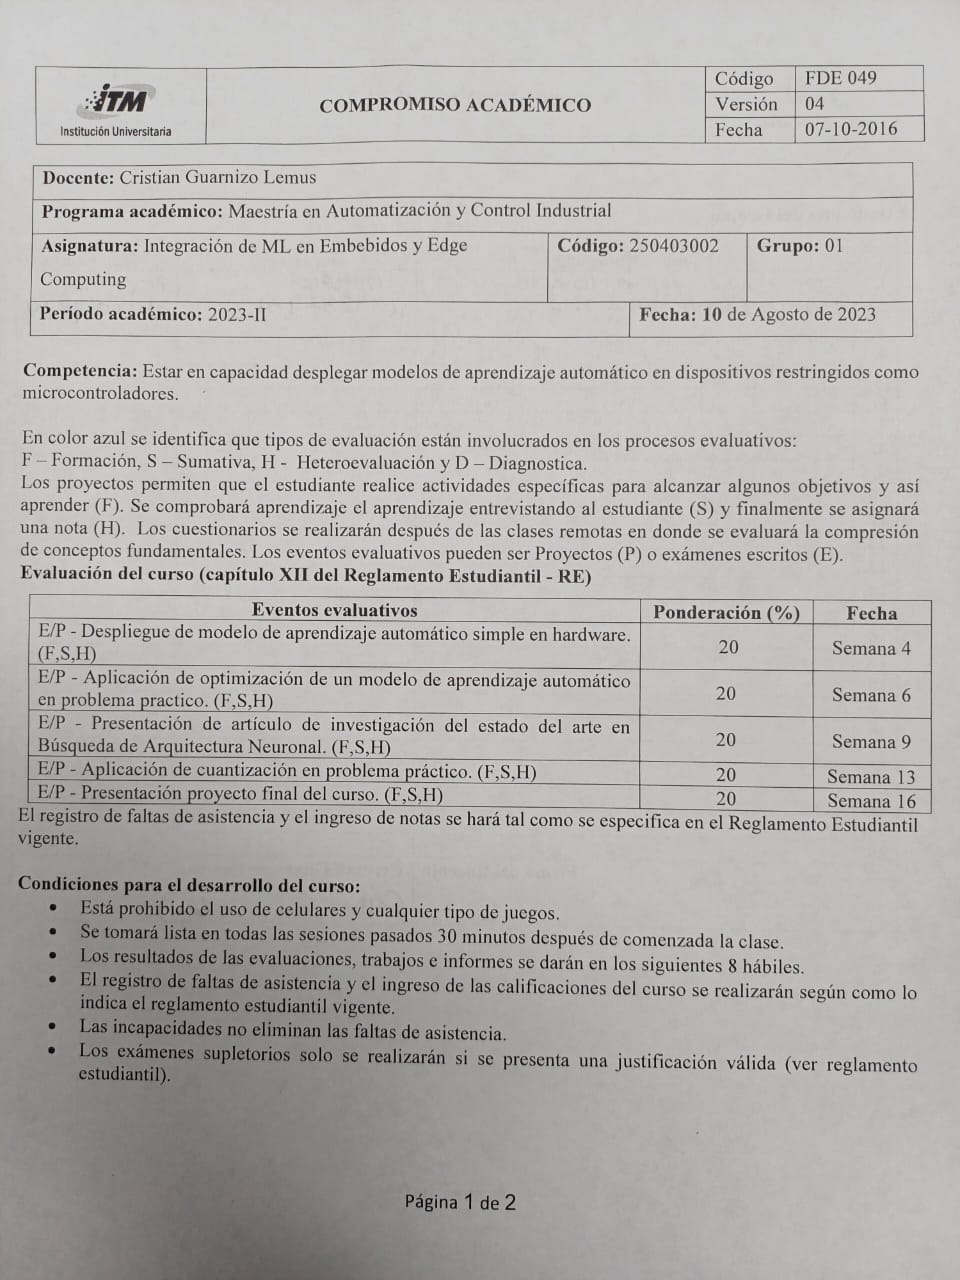 ITM
Institución Universitaria
COMPROMISO ACADÉMICO
Código FDE 049
Versión 04
Fecha 07-10-2016
Docente: Cristian Guarnizo Lemus
Programa académico: Maestría en Automatización y Control Industrial
Asignatura: Integración de ML en Embebidos y Edge
Computing
Código: 250403002
Grupo: 01
Período académico: 2023-II
Fecha: 10 de Agosto de 2023
Competencia: Estar en capacidad desplegar modelos de aprendizaje automático en dispositivos restringidos como
microcontroladores.
En color azul se identifica que tipos de evaluación están involucrados en los procesos evaluativos:
F – Formación, S – Sumativa, H - Heteroevaluación y D – Diagnostica.
Los proyectos permiten que el estudiante realice actividades específicas para alcanzar algunos objetivos y así
aprender (F). Se comprobará aprendizaje el aprendizaje entrevistando al estudiante (S) y finalmente se asignará
una nota (H). Los cuestionarios se realizarán después de las clases remotas en donde se evaluará la compresión
de conceptos fundamentales. Los eventos evaluativos pueden ser Proyectos (P) o exámenes escritos (E).
Evaluación del curso (capítulo XII del Reglamento Estudiantil - RE)
Eventos evaluativos Ponderación (%) Fecha
E/P - Despliegue de modelo de aprendizaje automático simple en hardware.
(F,S,H)
20 Semana 4
E/P - Aplicación de optimización de un modelo de aprendizaje automático
en problema practico. (F,S,H)
20 Semana 6
E/P - Presentación de artículo de investigación del estado del arte en
Búsqueda de Arquitectura Neuronal. (F,S,H)
20 Semana 9
E/P - Aplicación de cuantización en problema práctico. (F,S,H) 20 Semana 13
E/P - Presentación proyecto final del curso. (F,S,H) 20 Semana 16
El registro de faltas de asistencia y el ingreso de notas se hará tal como se especifica en el Reglamento Estudiantil
vigente.
Condiciones para el desarrollo del curso:
• Está prohibido el uso de celulares y cualquier tipo de juegos.
• Se tomará lista en todas las sesiones pasados 30 minutos después de comenzada la clase.
• Los resultados de las evaluaciones, trabajos e informes se darán en los siguientes 8 hábiles.
• El registro de faltas de asistencia y el ingreso de las calificaciones del curso se realizarán según como lo
indica el reglamento estudiantil vigente.
• Las incapacidades no eliminan las faltas de asistencia.
• Los exámenes supletorios solo se realizarán si se presenta una justificación válida (ver reglamento
estudiantil).
Página 1 de 2